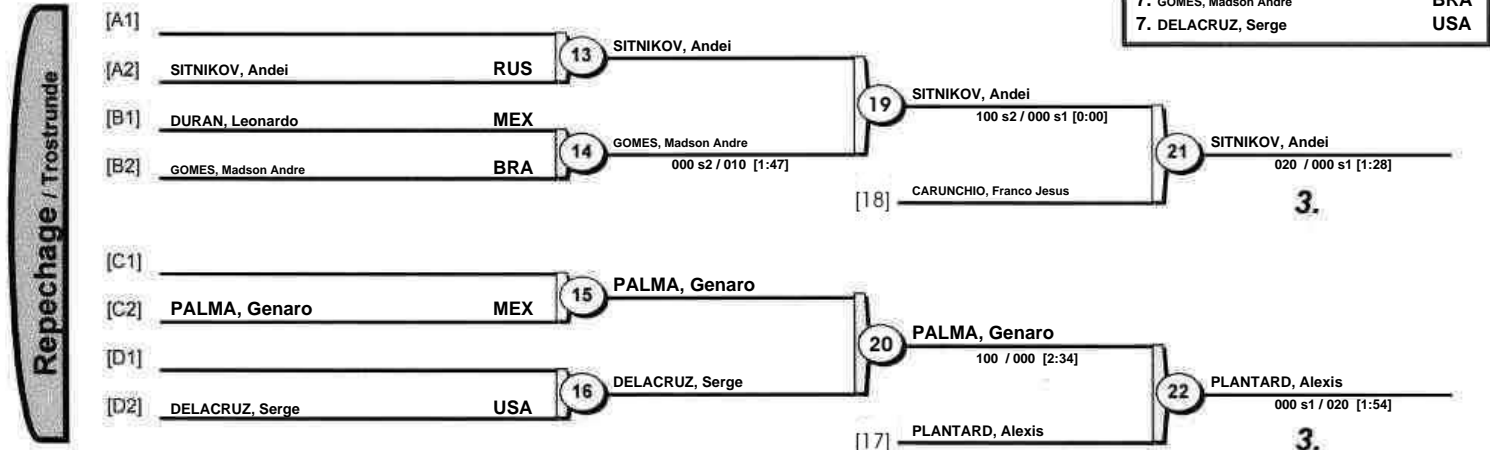 7. GOMES, Madson Andre BRA
7. DELACRUZ, Serge USA
Repechage / Trostrunde
[A1]
[A2] SITNIKOV, Andei RUS
13 SITNIKOV, Andei
[B1] DURAN, Leonardo MEX
[B2] GOMES, Madson Andre BRA
14 GOMES, Madson Andre
000 s2 / 010 [1:47]
19 SITNIKOV, Andei
100 s2 / 000 s1 [0:00]
[18] CARUNCHIO, Franco Jesus
21 SITNIKOV, Andei
020 / 000 s1 [1:28]
3.
[C1]
[C2] PALMA, Genaro MEX
15 PALMA, Genaro
[D1]
[D2] DELACRUZ, Serge USA
16 DELACRUZ, Serge
20 PALMA, Genaro
100 / 000 [2:34]
[17] PLANTARD, Alexis
22 PLANTARD, Alexis
000 s1 / 020 [1:54]
3.